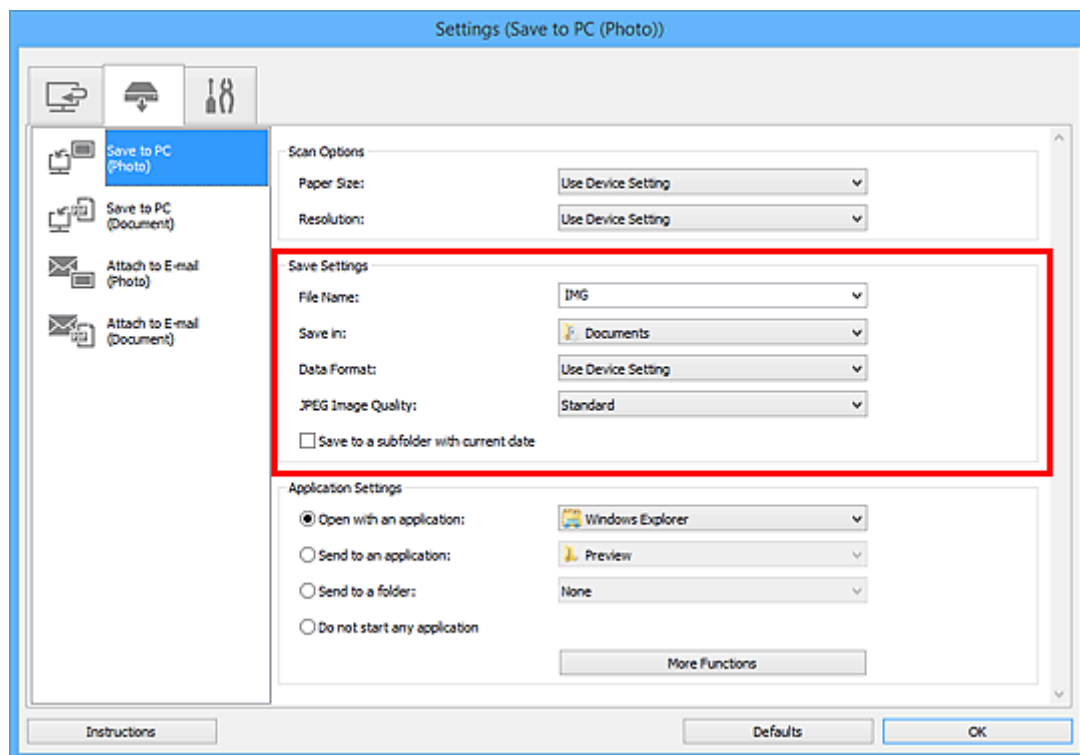 Settings (Save to PC (Photo))
Save to PC
(Photo)
Save to PC
(Document)
Attach to E-mail
(Photo)
Attach to E-mail
(Document)
Scan Options
Paper Size: Use Device Setting
Resolution: Use Device Setting
Save Settings
File Name: IMG
Save in: Documents
Data Format: Use Device Setting
JPEG Image Quality: Standard
Save to a subfolder with current date
Application Settings
Open with an application: Windows Explorer
Send to an application: Preview
Send to a folder: None
Do not start any application
More Functions
Instructions Defaults OK